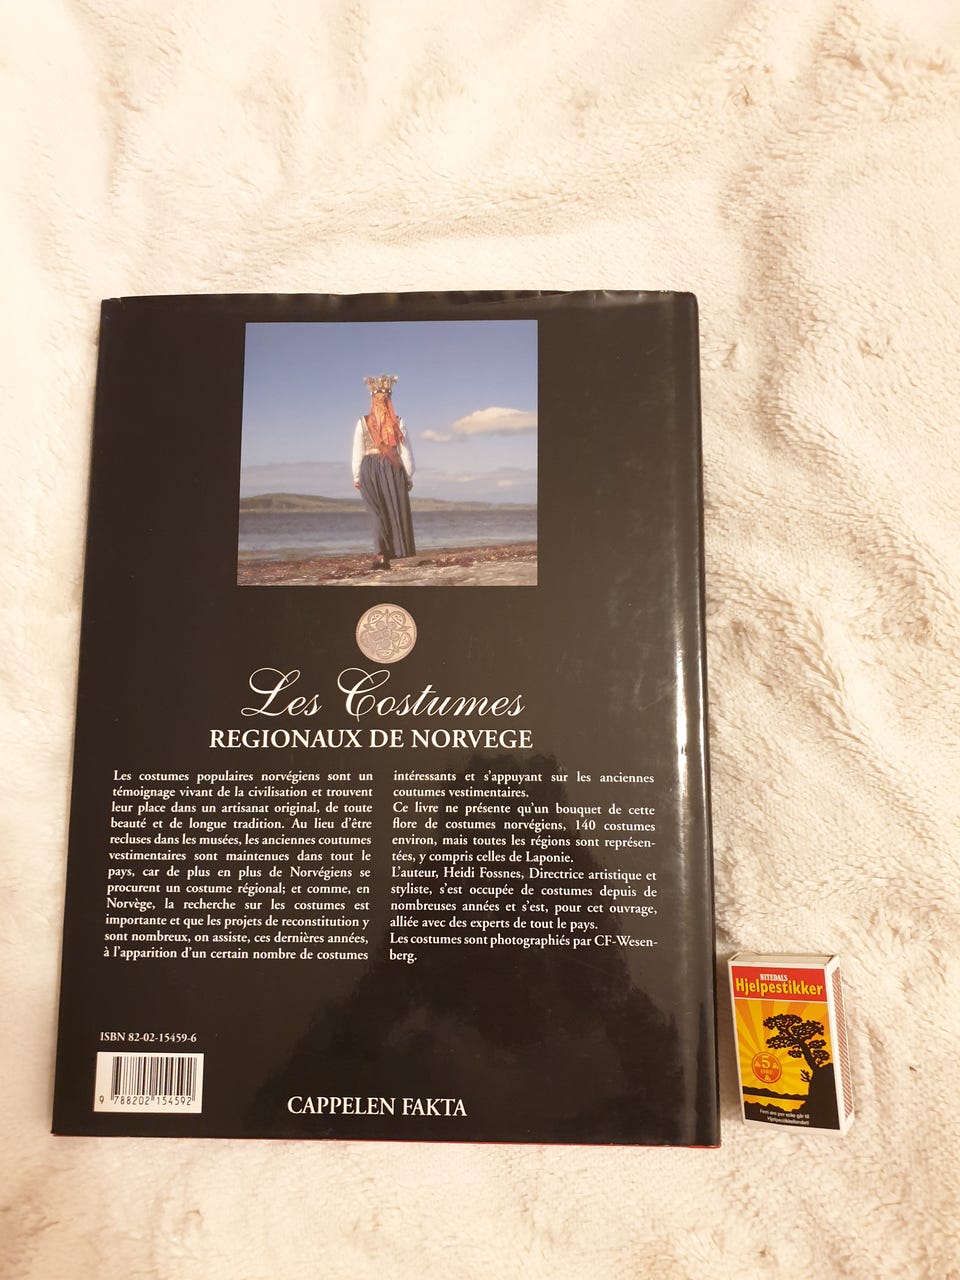 Les Costumes
REGIONAUX DE NORVEGE
Les costumes populaires norvégiens sont un
témoignage vivant de la civilisation et trouvent
leur place dans un artisanat original, de toute
beauté et de longue tradition. Au lieu d'être
recluses dans les musées, les anciennes coutumes
vestimentaires sont maintenues dans tout le
pays, car de plus en plus de Norvégiens se
procurent un costume régional; et comme, en
Norvège, la recherche sur les costumes est
importante et que les projets de reconstitution y
sont nombreux, on assiste, ces dernières années,
à l'apparition d'un certain nombre de costumes
intéressants et s'appuyant sur les anciennes
coutumes vestimentaires.
Ce livre ne présente qu'un bouquet de cette
flore de costumes norvégiens, 140 costumes
environ, mais toutes les régions sont représen-
tées, y compris celles de Laponie.
L'auteur, Heidi Fossnes, Directrice artistique et
styliste, s'est occupée de costumes depuis de
nombreuses années et s'est, pour cet ouvrage,
alliée avec des experts de tout le pays.
Les costumes sont photographiés par CF-Wesen-
berg.
ISBN 82-02-15459-6
9 788202 154592
CAPPELEN FAKTA
NITEDALS
Hjelpestikker
5
ØRE
Fem øre per eske går til
Hjelpestikkefondet!